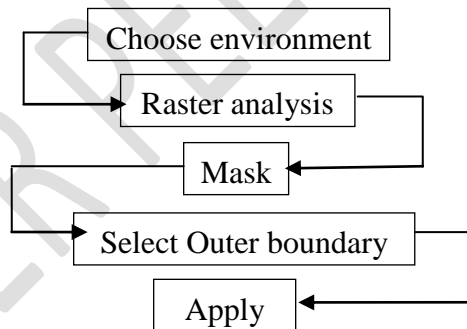 Choose environment
Raster analysis
Mask
Select Outer boundary
Apply